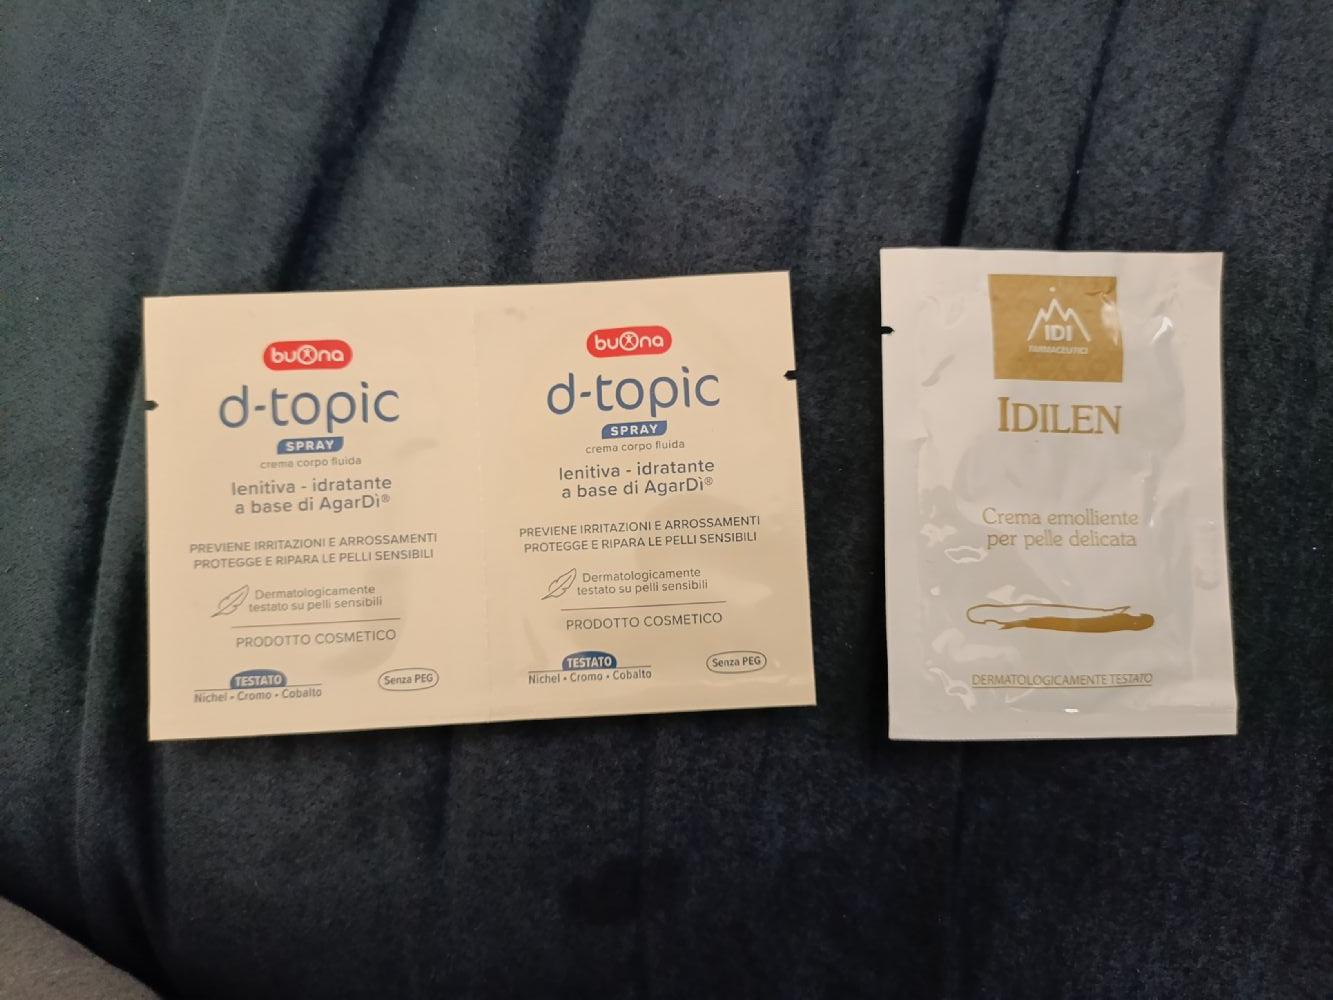 buona
d-topic
SPRAY
crema corpo fluida
lenitiva - idratante
a base di AgarDì®
PREVIENE IRRITAZIONI E ARROSSAMENTI
PROTEGGE E RIPARA LE PELLI SENSIBILI
Dermatologicamente
testato su pelli sensibili
PRODOTTO COSMETICO
TESTATO
Nichel • Cromo • Cobalto
Senza PEG
buona
d-topic
SPRAY
crema corpo fluida
lenitiva - idratante
a base di AgarDì®
PREVIENE IRRITAZIONI E ARROSSAMENTI
PROTEGGE E RIPARA LE PELLI SENSIBILI
Dermatologicamente
testato su pelli sensibili
PRODOTTO COSMETICO
TESTATO
Nichel • Cromo • Cobalto
Senza PEG
IDI
FARMACEUTICI
IDILEN
Crema emolliente
per pelle delicata
DERMATOLOGICAMENTE TESTATO